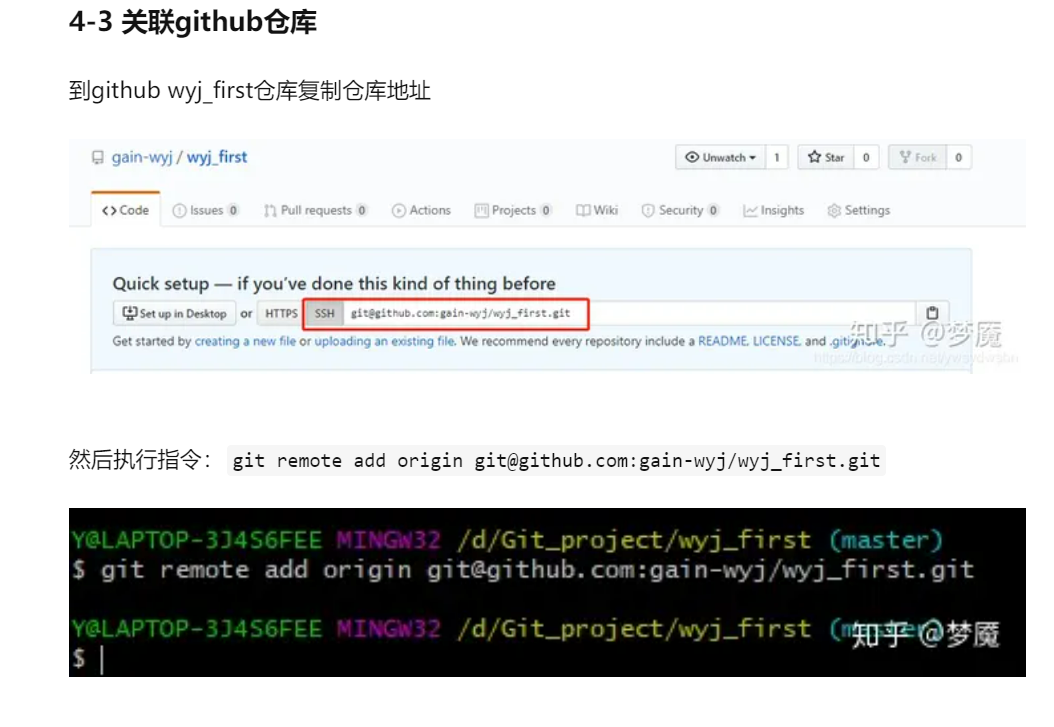 4-3 关联github仓库
到github wyj_first仓库复制仓库地址
gain-wyj / wyj_first
Unwatch 1 Star 0 Fork 0
Code Issues 0 Pull requests 0 Actions Projects 0 Wiki Security 0 Insights Settings
Quick setup — if you've done this kind of thing before
Set up in Desktop or HTTPS SSH git@github.com:gain-wyj/wyj_first.git
Get started by creating a new file or uploading an existing file. We recommend every repository include a README, LICENSE, and .gitignore.
知乎 @梦魇
然后执行指令: git remote add origin git@github.com:gain-wyj/wyj_first.git
Y@LAPTOP-3J4S6FEE MINGW32 /d/Git_project/wyj_first (master)
$ git remote add origin git@github.com:gain-wyj/wyj_first.git
Y@LAPTOP-3J4S6FEE MINGW32 /d/Git_project/wyj_first (master)
知乎 @梦魇
$